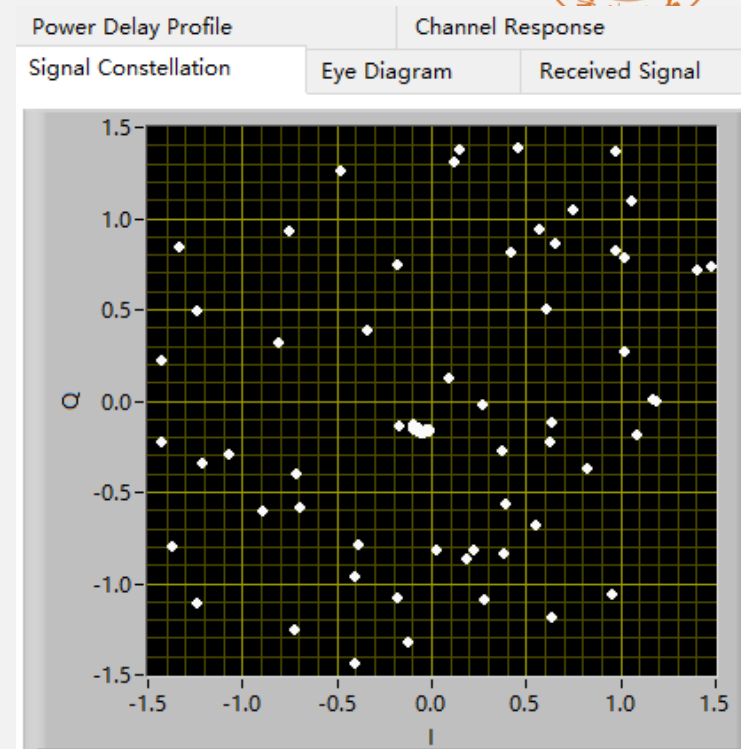 Power Delay Profile Channel Response
Signal Constellation Eye Diagram Received Signal
1.5
1.0
0.5
Q 0.0
-0.5
-1.0
-1.5
-1.5 -1.0 -0.5 0.0 0.5 1.0 1.5
I